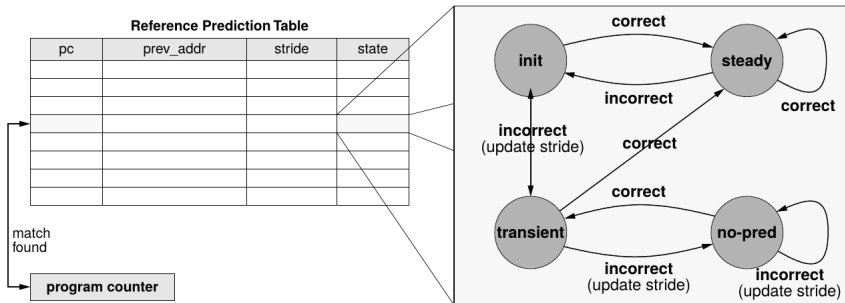 Reference Prediction Table
pc prev_addr stride state
match
found
program counter
correct
init steady
incorrect
correct
incorrect
(update stride)
correct
correct
transient no-pred
incorrect
(update stride)
incorrect
(update stride)